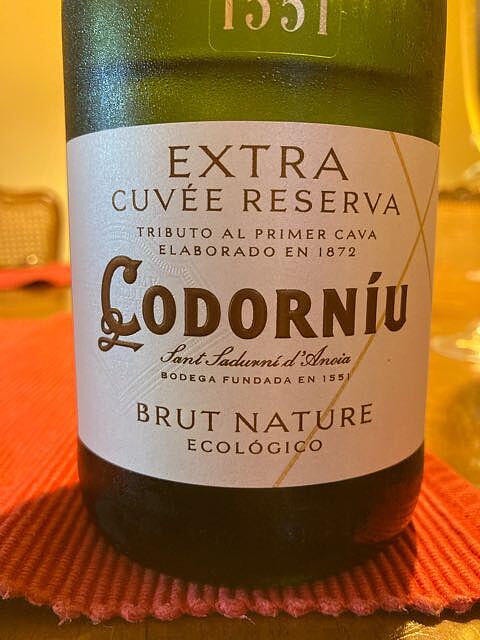 1551
EXTRA
CUVÉE RESERVA
TRIBUTO AL PRIMER CAVA
ELABORADO EN 1872
CODORNÍU
Sant Sadurní d'Anoia
BODEGA FUNDADA EN 1551
BRUT NATURE
ECOLÓGICO